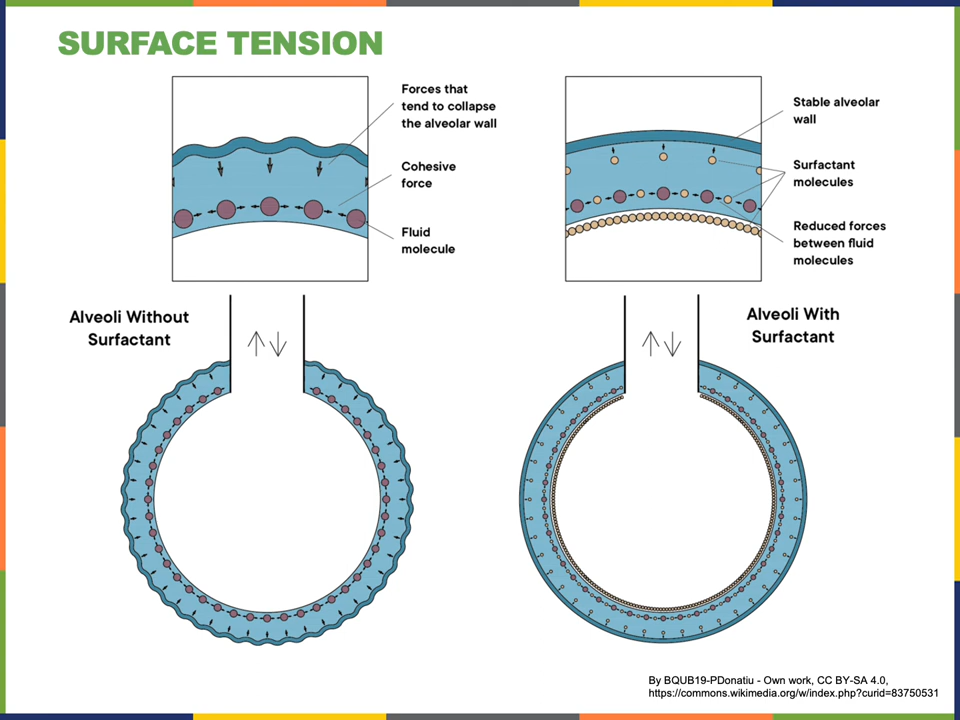 SURFACE TENSION
Forces that
tend to collapse
the alveolar wall
Cohesive
force
Fluid
molecule
Stable alveolar
wall
Surfactant
molecules
Reduced forces
between fluid
molecules
Alveoli Without
Surfactant
Alveoli With
Surfactant
By BQUB19-PDonatiu - Own work, CC BY-SA 4.0,
https://commons.wikimedia.org/w/index.php?curid=83750531